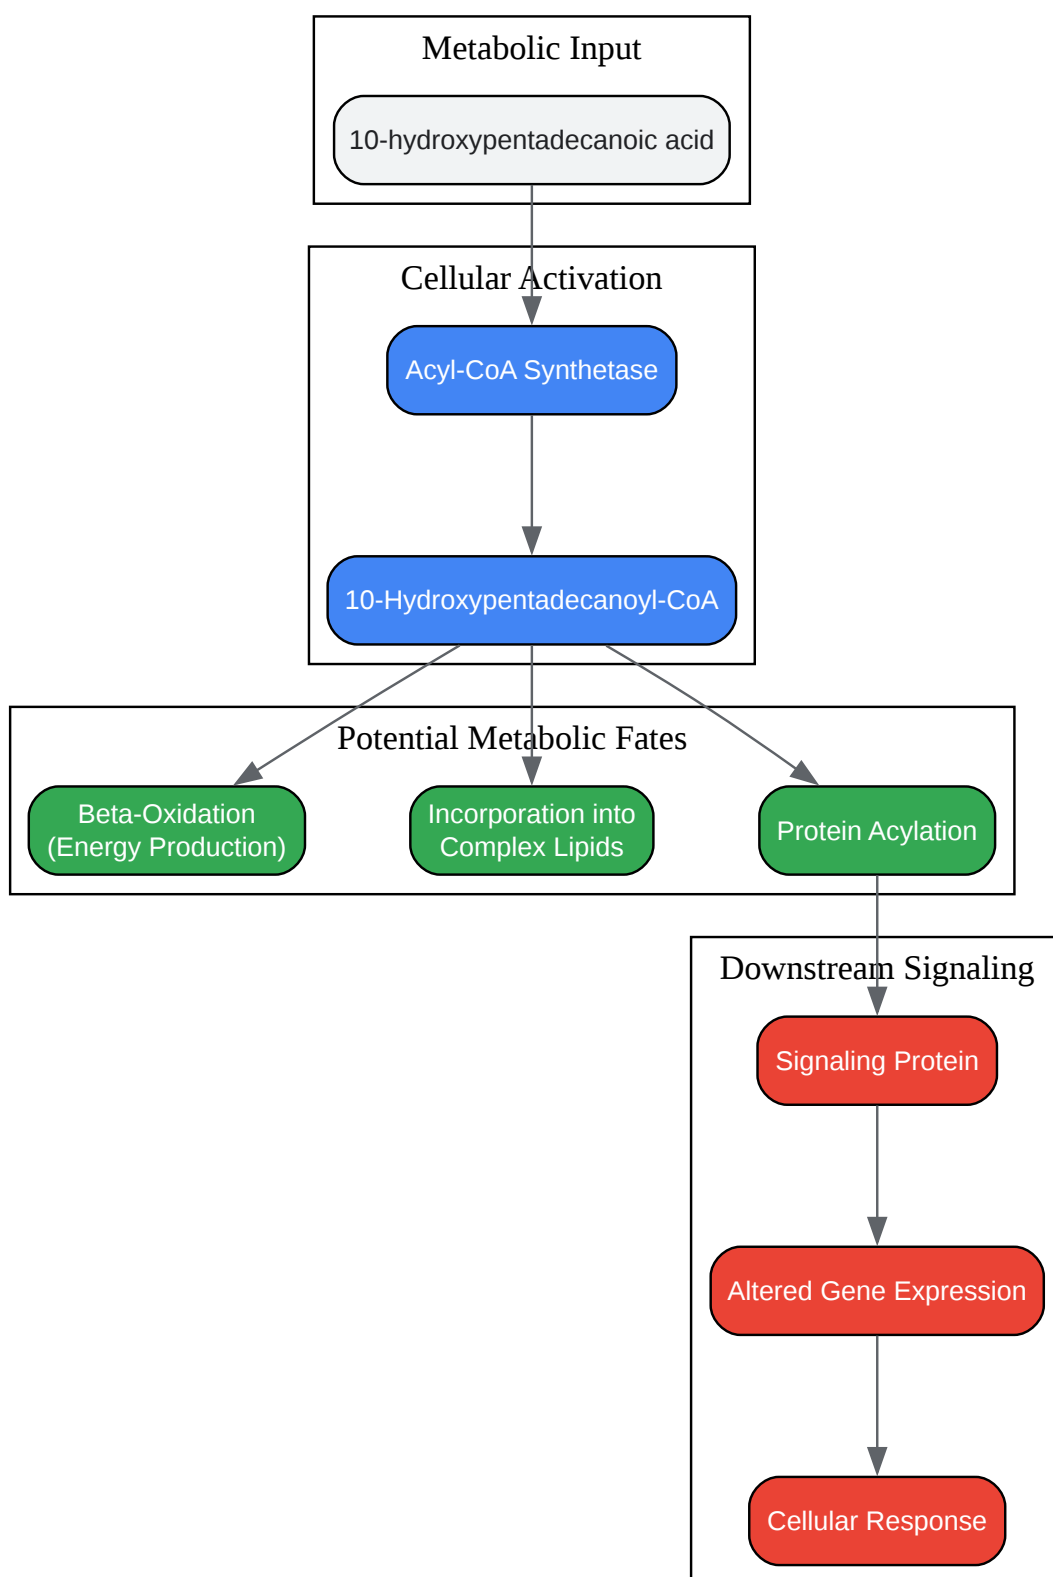 Metabolic Input
10-hydroxypentadecanoic acid
Cellular Activation
Acyl-CoA Synthetase
10-Hydroxypentadecanoyl-CoA
Potential Metabolic Fates
Beta-Oxidation
(Energy Production)
Incorporation into
Complex Lipids
Protein Acylation
Downstream Signaling
Signaling Protein
Altered Gene Expression
Cellular Response